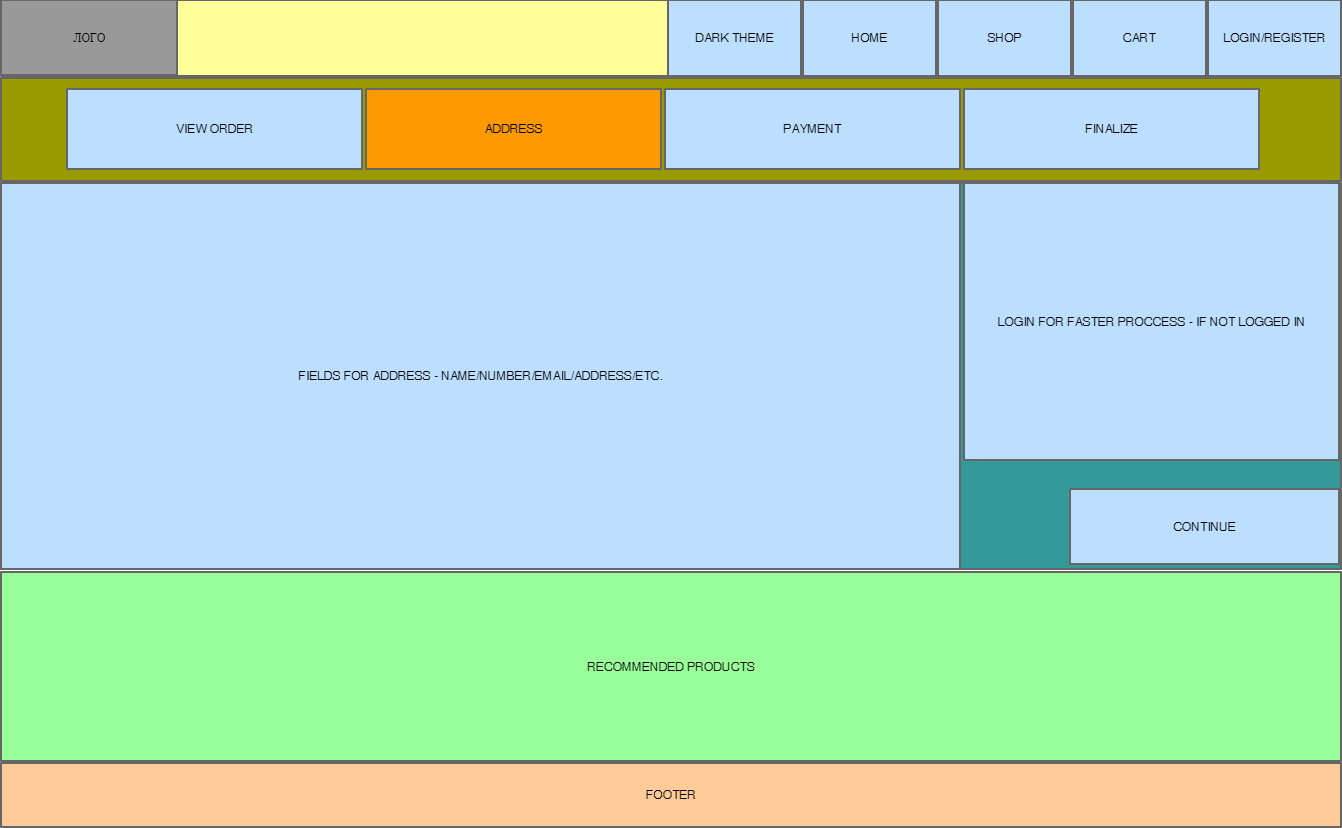 ЛОГО
DARK THEME
HOME
SHOP
CART
LOGIN/REGISTER
VIEW ORDER
ADDRESS
PAYMENT
FINALIZE
LOGIN FOR FASTER PROCCESS - IF NOT LOGGED IN
FIELDS FOR ADDRESS - NAME/NUMBER/EMAIL/ADDRESS/ETC.
CONTINUE
RECOMMENDED PRODUCTS
FOOTER